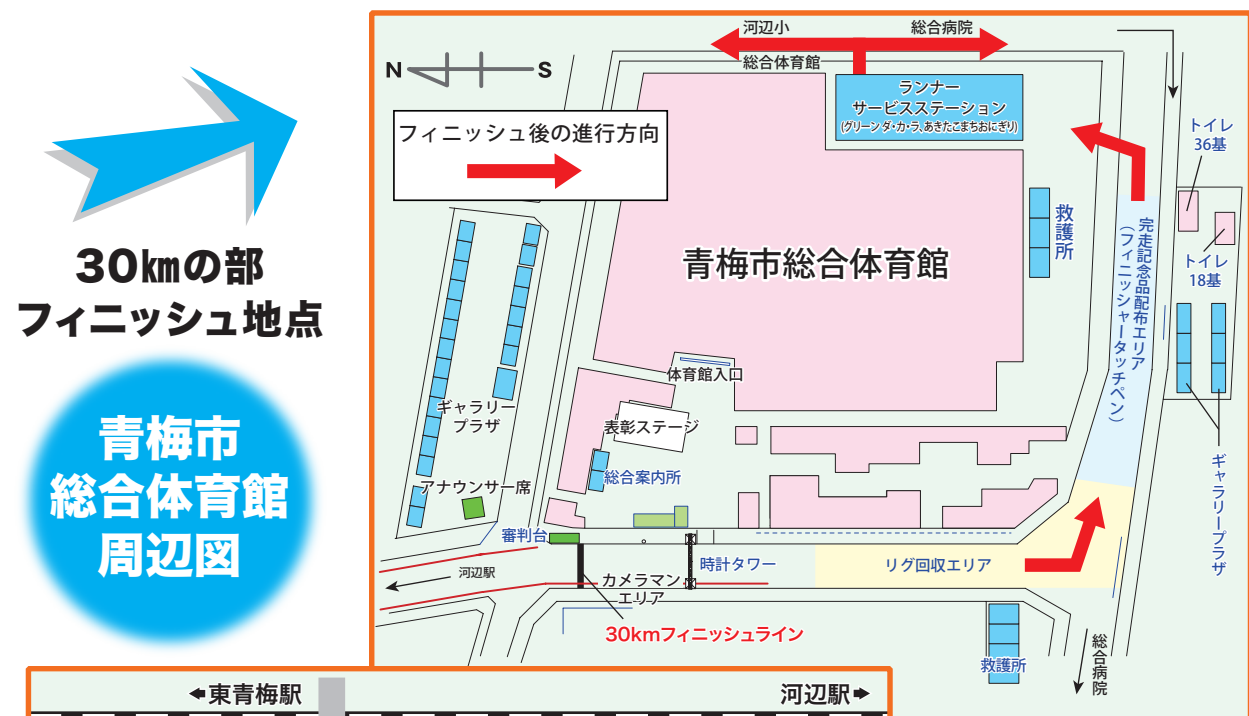 30㎞の部
フィニッシュ地点
青梅市
総合体育館
周辺図
河辺小
総合病院
総合体育館
N
S
ランナー
サービスステーション
(グリーン ダ・カ・ラ、あきたこまちおにぎり)
フィニッシュ後の進行方向
トイレ
36基
救護所
完走記念品配布エリア
(フィニッシャータッチペン)
トイレ
18基
青梅市総合体育館
体育館入口
ギャラリー
プラザ
表彰ステージ
総合案内所
アナウンサー席
ギャラリープラザ
審判台
時計タワー
リグ回収エリア
河辺駅
カメラマン
エリア
30kmフィニッシュライン
救護所
総合病院
東青梅駅
河辺駅